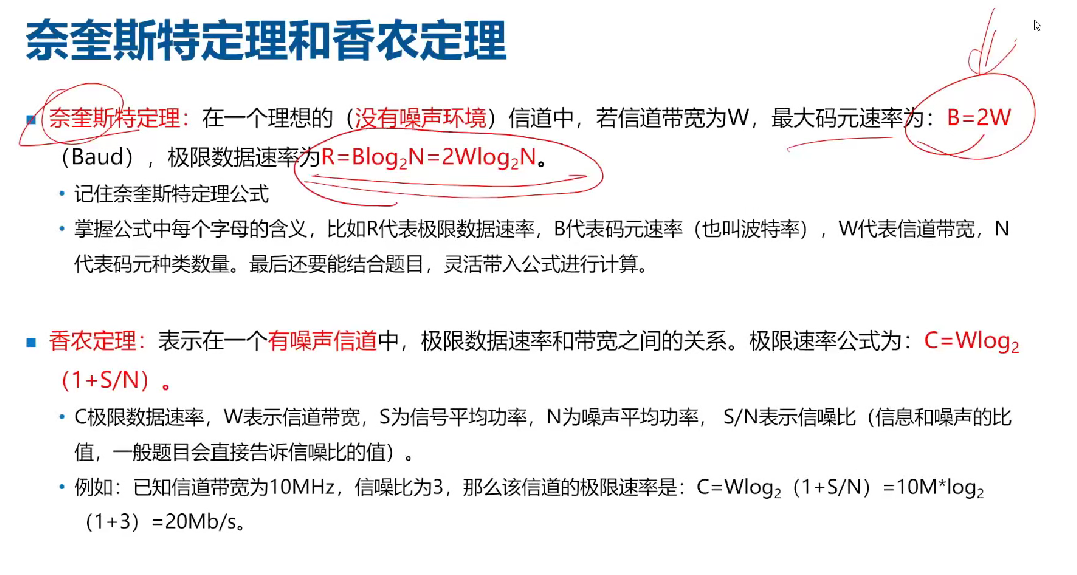 奈奎斯特定理和香农定理
■ 奈奎斯特定理：在一个理想的（没有噪声环境）信道中，若信道带宽为W，最大码元速率为：B=2W
（Baud），极限数据速率为R=Blog₂N=2Wlog₂N。
• 记住奈奎斯特定理公式
• 掌握公式中每个字母的含义，比如R代表极限数据速率，B代表码元速率（也叫波特率），W代表信道带宽，N
代表码元种类数量。最后还要能结合题目，灵活带入公式进行计算。
■ 香农定理：表示在一个有噪声信道中，极限数据速率和带宽之间的关系。极限速率公式为：C=Wlog₂
（1+S/N）。
• C极限数据速率，W表示信道带宽，S为信号平均功率，N为噪声平均功率， S/N表示信噪比（信息和噪声的比
值，一般题目会直接告诉信噪比的值）。
• 例如：已知信道带宽为10MHz，信噪比为3，那么该信道的极限速率是：C=Wlog₂（1+S/N）=10M*log₂
（1+3）=20Mb/s。